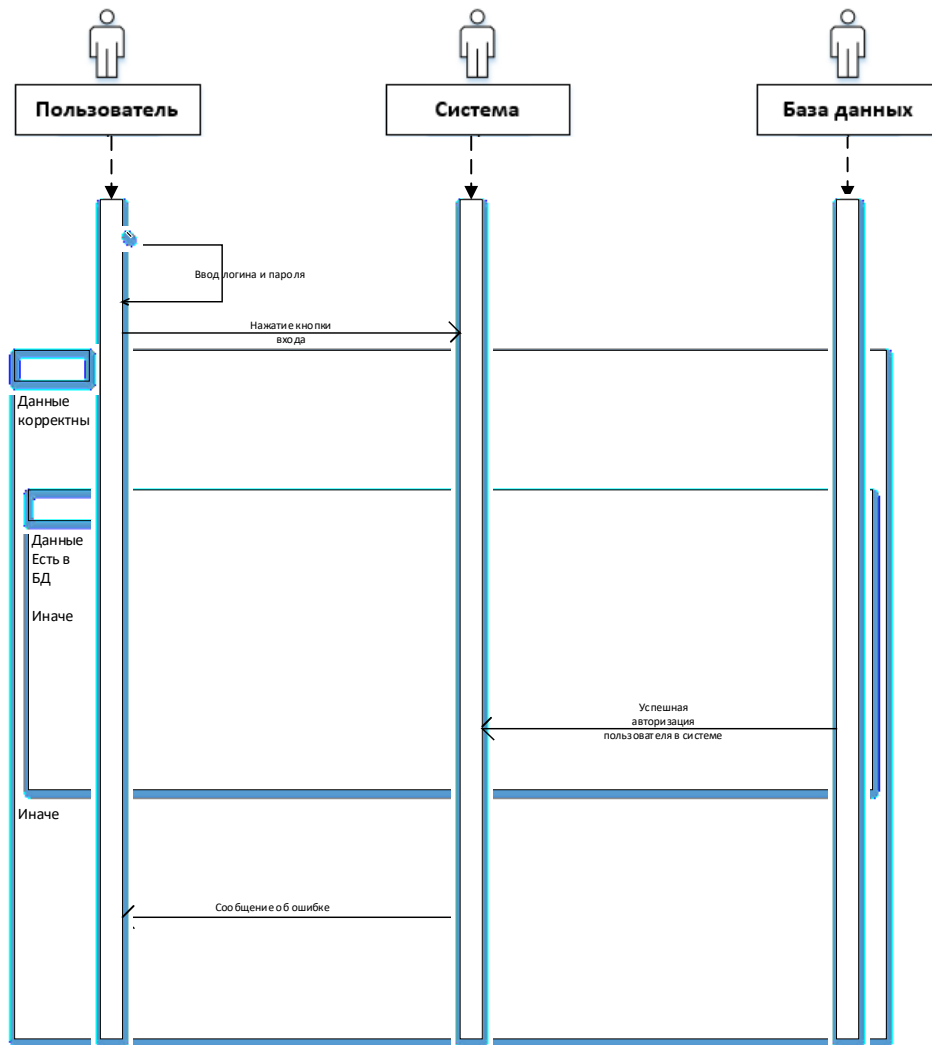 Пользователь
Система
База данных
Ввод логина и пароля
Нажатие кнопки
входа
Данные
корректны
Данные
Есть в
БД
Иначе
Успешная
авторизация
пользователя в системе
Иначе
Сообщение об ошибке